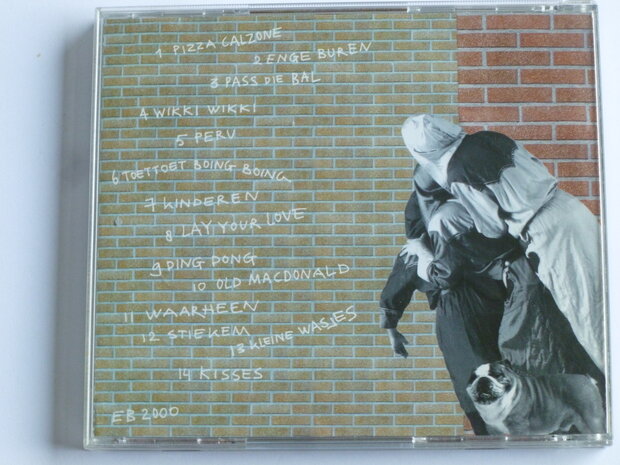 1 PIZZA CALZONE
2 ENGE BUREN
3 PASS DIE BAL
4 WIKKI WIKKI
5 PERU
6 TOETTOET BOING BOING
7 KINDEREN
8 LAY YOUR LOVE
9 DING DONG
10 OLD MACDONALD
11 WAARHEEN
12 STIEKEM
13 KLEINE WASJES
14 KISSES
EB 2000